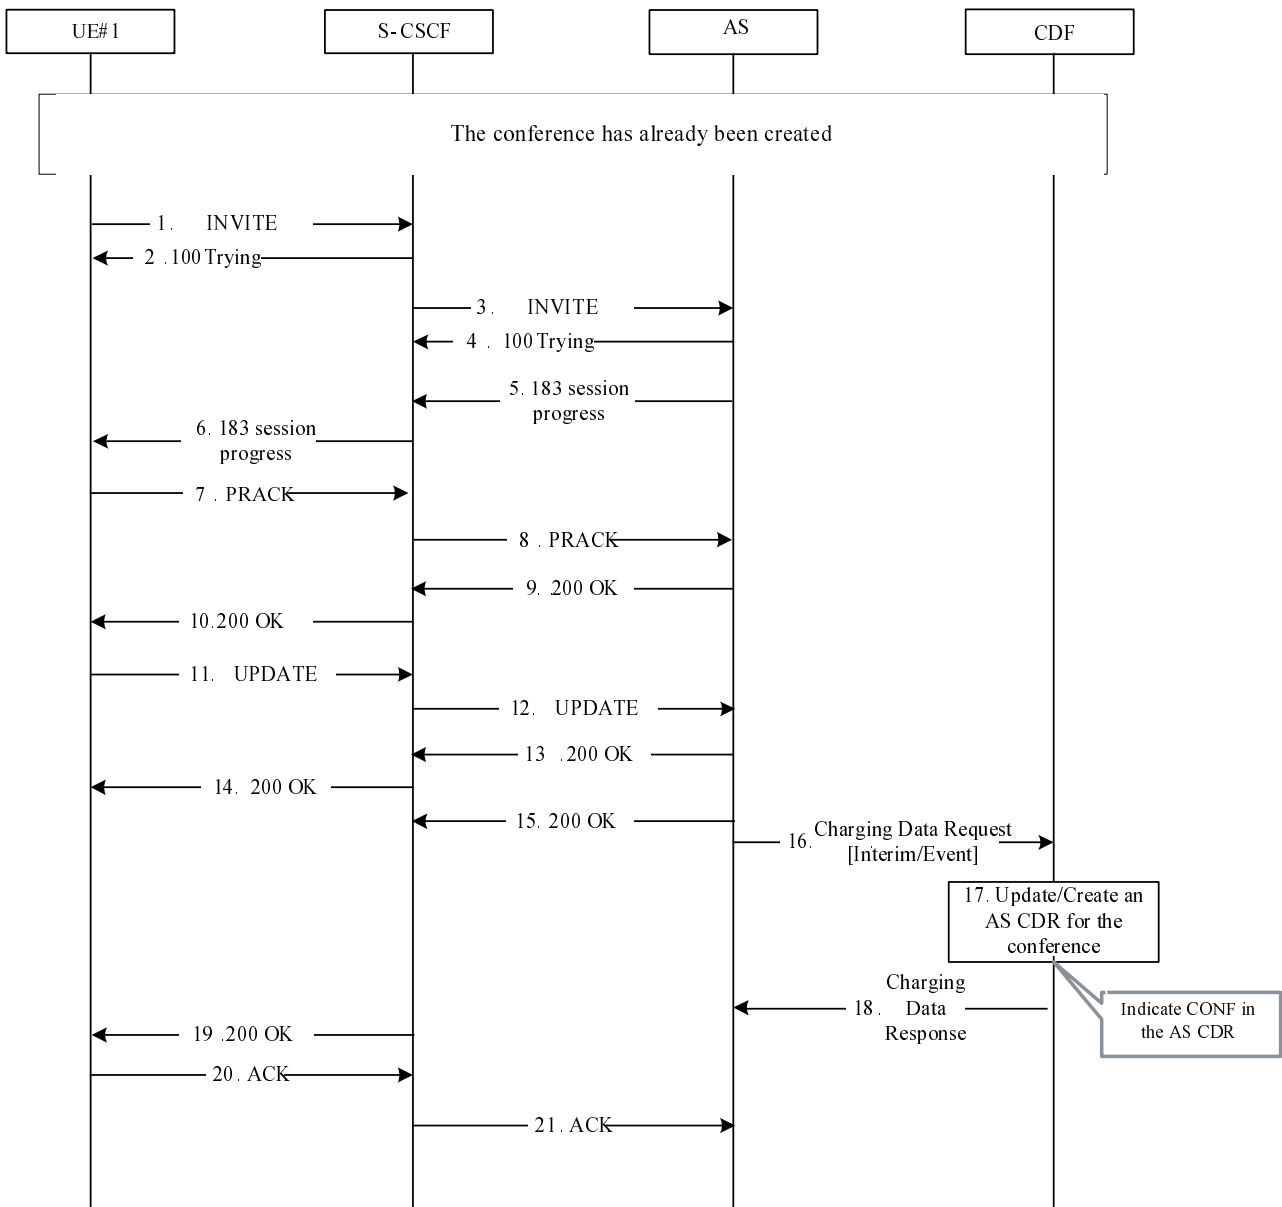 UE#1
S-CSCF
AS
CDF
The conference has already been created
1. INVITE
2 .100 Trying
3. INVITE
4 . 100 Trying
5. 183 session
progress
6. 183 session
progress
7 . PRACK
8 . PRACK
9. 200 OK
10.200 OK
11. UPDATE
12. UPDATE
13 .200 OK
14. 200 OK
15. 200 OK
16. Charging Data Request
[Interim/Event]
17. Update/Create an
AS CDR for the
conference
Charging
18. Data
Response
Indicate CONF in
the AS CDR
19 .200 OK
20. ACK
21. ACK